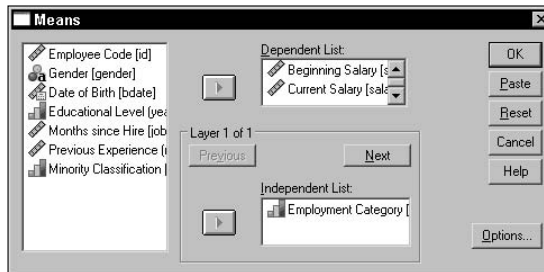 Means
Employee Code [id]
Gender [gender]
Date of Birth [bdate]
Educational Level (yea
Months since Hire [job
Previous Experience (
Minority Classification [
Dependent List:
Beginning Salary [s
Current Salary [sala
Layer 1 of 1
Previous
Next
Independent List:
Employment Category [
OK
Paste
Reset
Cancel
Help
Options...